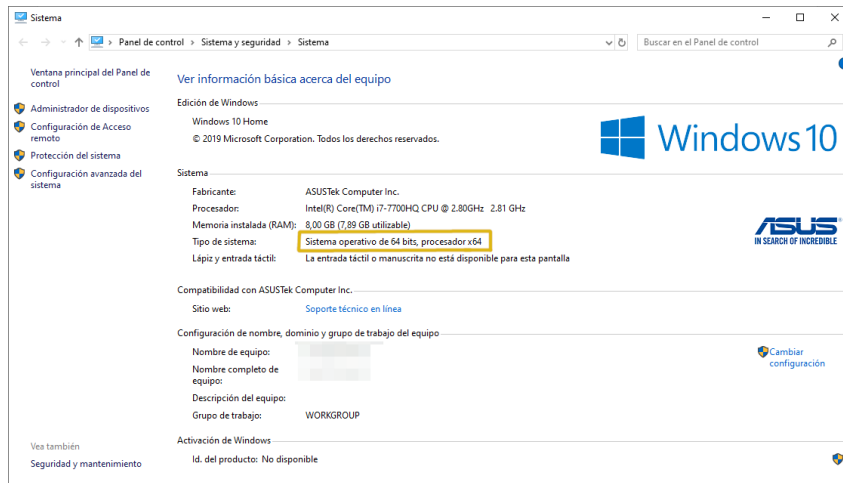 Sistema
Panel de control > Sistema y seguridad > Sistema
Buscar en el Panel de control
Ventana principal del Panel de
control
Administrador de dispositivos
Configuración de Acceso
remoto
Protección del sistema
Configuración avanzada del
sistema
Ver información básica acerca del equipo
Edición de Windows
Windows 10 Home
© 2019 Microsoft Corporation. Todos los derechos reservados.
Windows 10
Sistema
Fabricante: ASUSTek Computer Inc.
Procesador: Intel(R) Core(TM) i7-7700HQ CPU @ 2.80GHz 2.81 GHz
Memoria instalada (RAM): 8,00 GB (7,89 GB utilizable)
Tipo de sistema: Sistema operativo de 64 bits, procesador x64
Lápiz y entrada táctil: La entrada táctil o manuscrita no está disponible para esta pantalla
ASUS
IN SEARCH OF INCREDIBLE
Compatibilidad con ASUSTek Computer Inc.
Sitio web: Soporte técnico en línea
Configuración de nombre, dominio y grupo de trabajo del equipo
Nombre de equipo:
Nombre completo de
equipo:
Descripción del equipo:
Grupo de trabajo: WORKGROUP
Cambiar
configuración
Activación de Windows
Id. del producto: No disponible
Vea también
Seguridad y mantenimiento